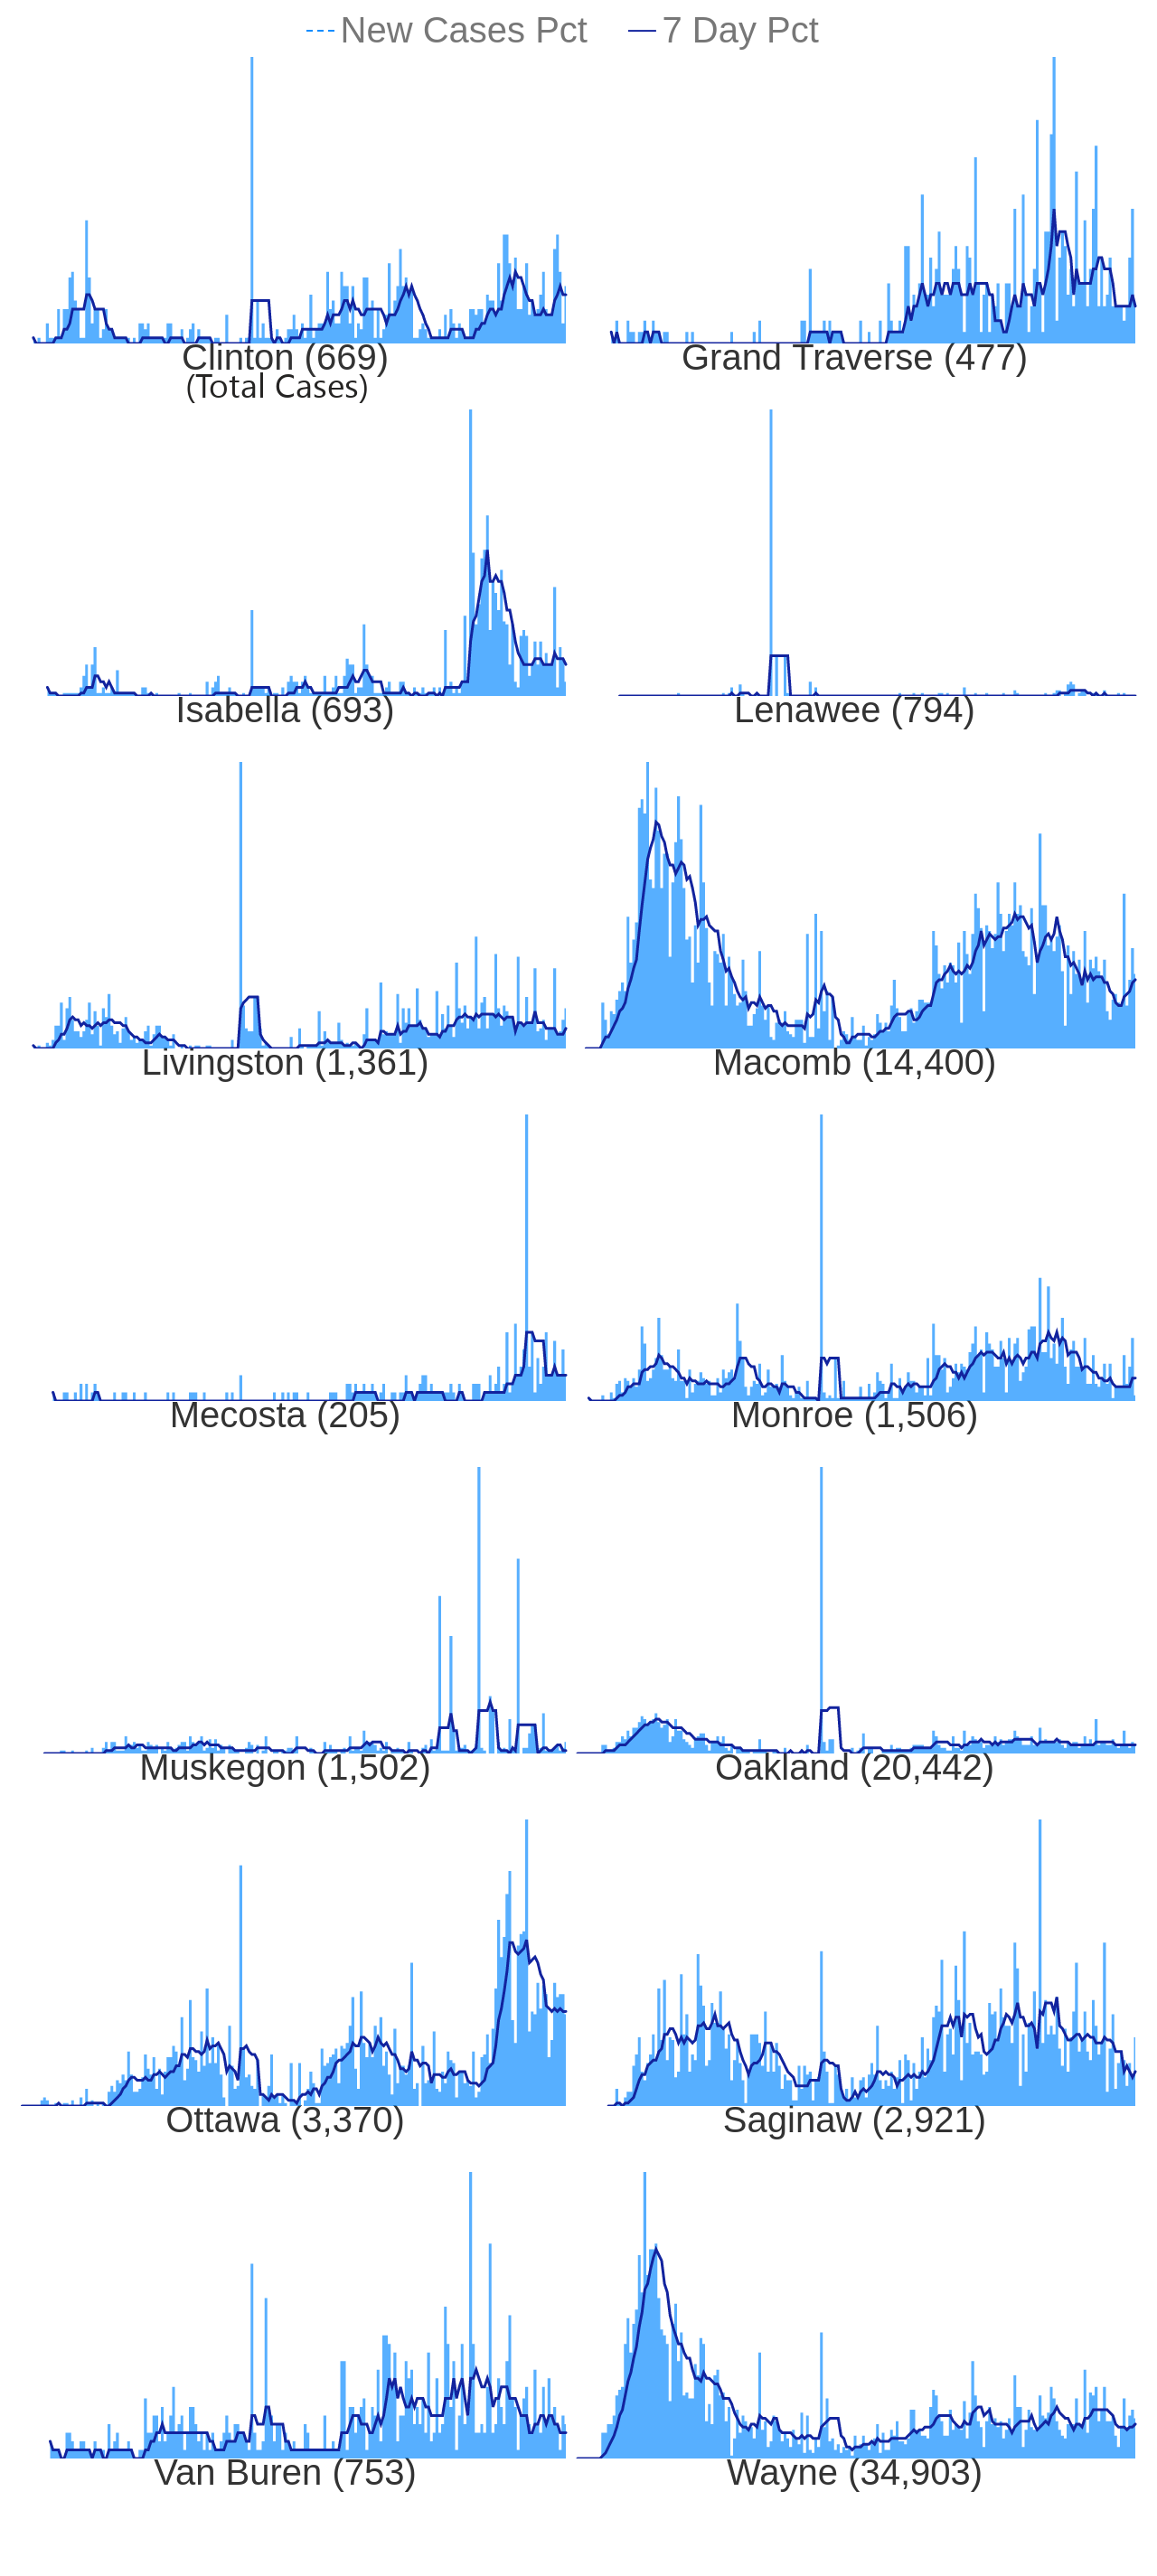 New Cases Pct 7 Day Pct
Clinton (669) Grand Traverse (477)
(Total Cases)
Isabella (693) Lenawee (794)
Livingston (1,361) Macomb (14,400)
Mecosta (205) Monroe (1,506)
Muskegon (1,502) Oakland (20,442)
Ottawa (3,370) Saginaw (2,921)
Van Buren (753) Wayne (34,903)